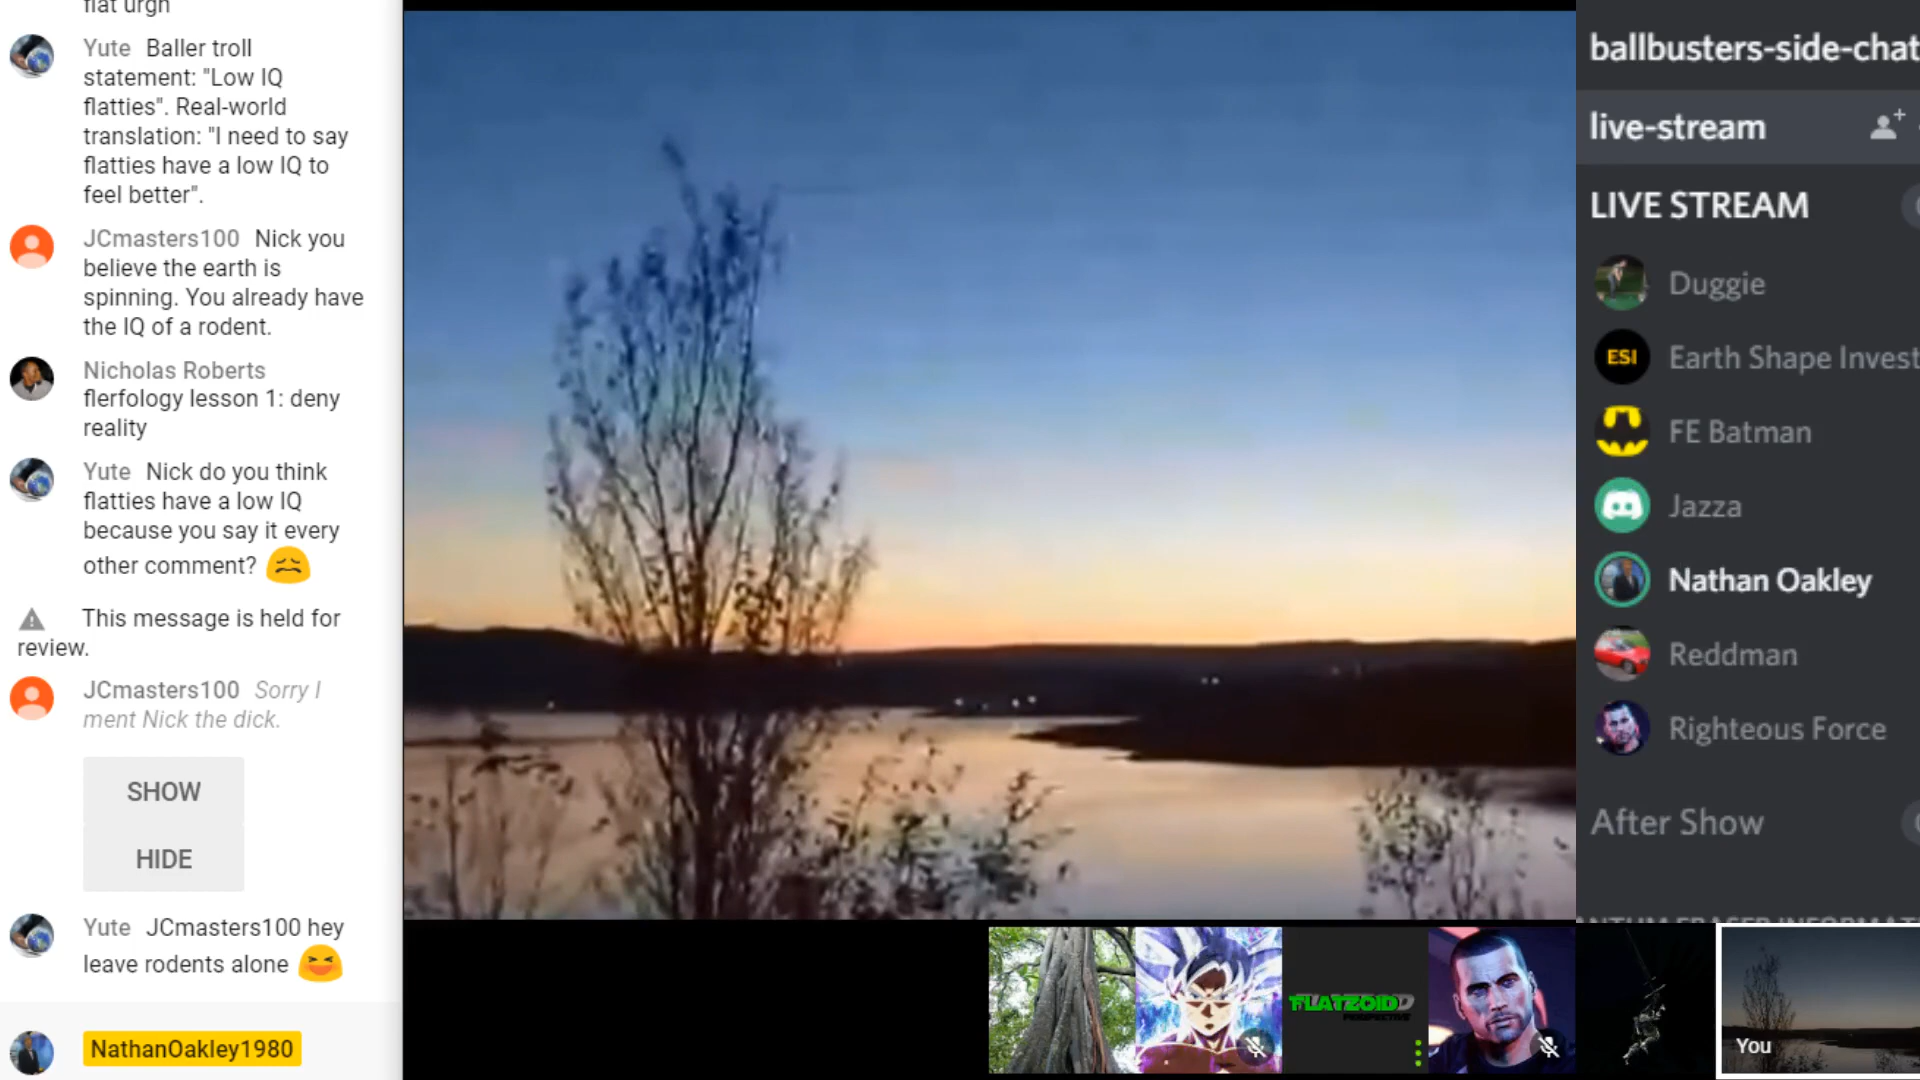 flat urgh
Yute Baller troll
statement: "Low IQ
flatties". Real-world
translation: "I need to say
flatties have a low IQ to
feel better".
JCmasters100 Nick you
believe the earth is
spinning. You already have
the IQ of a rodent.
Nicholas Roberts
flerfology lesson 1: deny
reality
Yute Nick do you think
flatties have a low IQ
because you say it every
other comment?
This message is held for
review.
JCmasters100 Sorry I
ment Nick the dick.
SHOW
HIDE
Yute JCmasters100 hey
leave rodents alone
NathanOakley1980
ballbusters-side-chat
live-stream
LIVE STREAM
Duggie
ESI Earth Shape Invest
FE Batman
Jazza
Nathan Oakley
Reddman
Righteous Force
After Show
FLATZOID
PERSPECTIVE
You